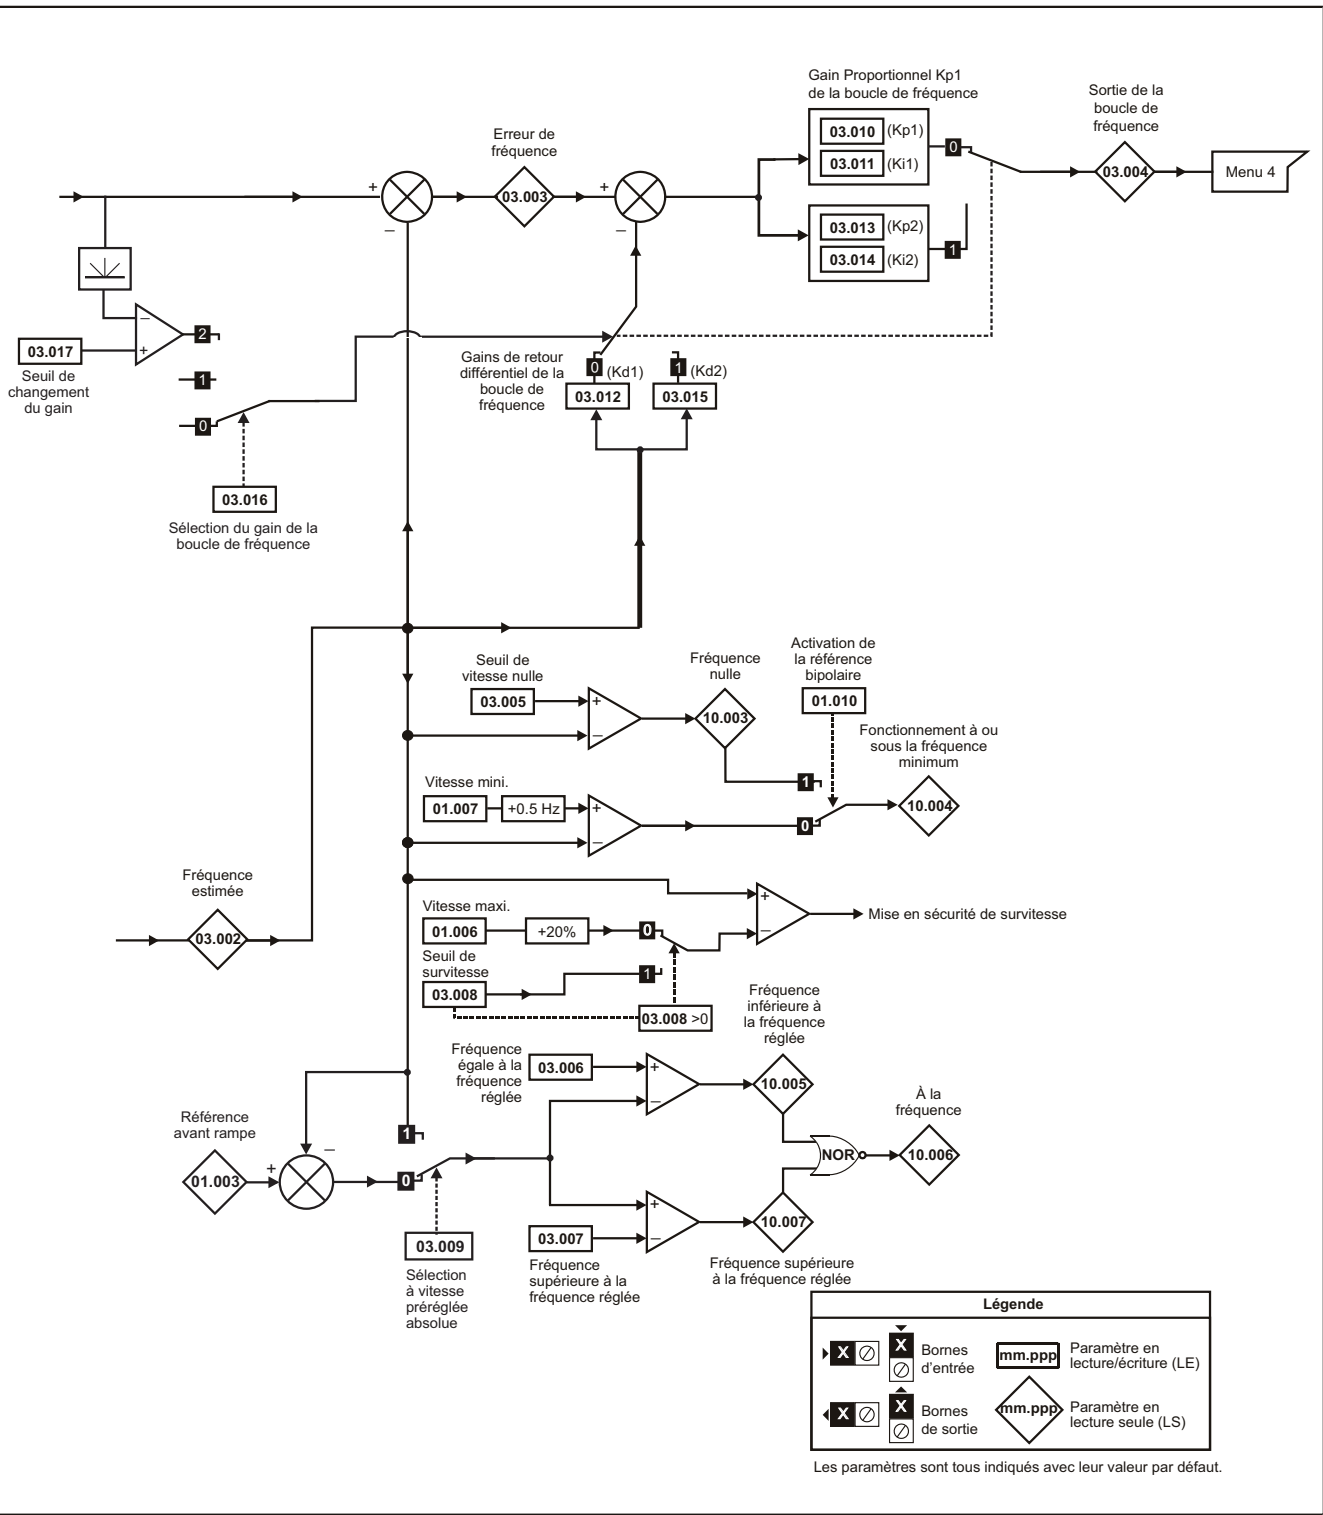 Gain Proportionnel Kp1
de la boucle de fréquence
03.010 (Kp1)
03.011 (Ki1)
0
Sortie de la
boucle de
fréquence
03.004
Menu 4
Erreur de
fréquence
03.003
+
–
+
–
03.013 (Kp2)
03.014 (Ki2)
1
–
+
2
03.017
Seuil de
changement
du gain
1
0
03.016
Sélection du gain de la
boucle de fréquence
Gains de retour
différentiel de la
boucle de
fréquence
0 (Kd1)
03.012
1 (Kd2)
03.015
Seuil de
vitesse nulle
03.005
+
–
Fréquence
nulle
10.003
Activation de
la référence
bipolaire
01.010
Fonctionnement à ou
sous la fréquence
minimum
1
Vitesse mini.
01.007
+0.5 Hz
+
–
0
10.004
Fréquence
estimée
03.002
Vitesse maxi.
01.006
+20%
0
+
–
Mise en sécurité de survitesse
Seuil de
survitesse
03.008
1
03.008 >0
Fréquence
inférieure à
la fréquence
réglée
Fréquence
égale à la
fréquence
réglée
03.006
+
–
10.005
À la
fréquence
NOR
10.006
Référence
avant rampe
01.003
+
–
1
0
03.009
Sélection
à vitesse
préréglée
absolue
+
–
03.007
Fréquence
supérieure à la
fréquence réglée
10.007
Fréquence supérieure
à la fréquence réglée
Légende
X
X
Bornes
d'entrée
mm.ppp
Paramètre en
lecture/écriture (LE)
X
X
Bornes
de sortie
mm.ppp
Paramètre en
lecture seule (LS)
Les paramètres sont tous indiqués avec leur valeur par défaut.